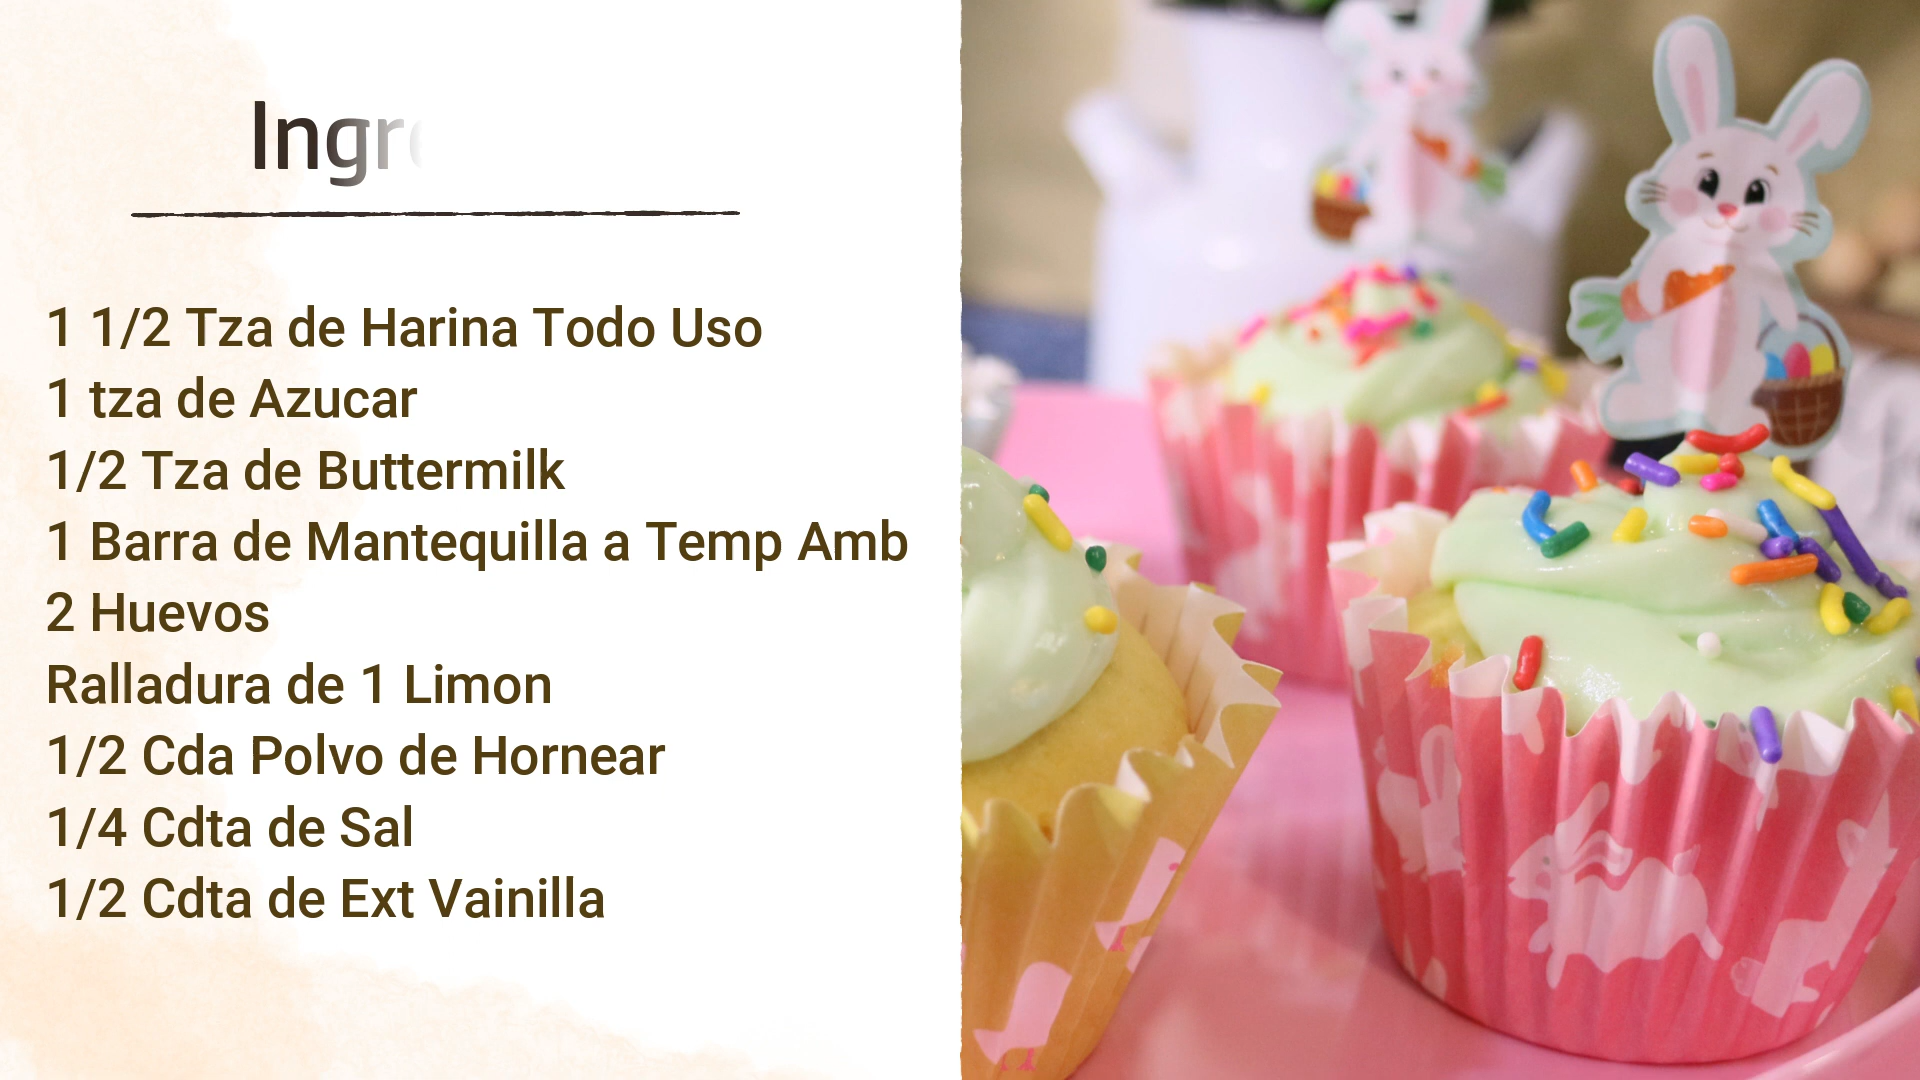 Ingr
1 1/2 Tza de Harina Todo Uso
1 tza de Azucar
1/2 Tza de Buttermilk
1 Barra de Mantequilla a Temp Amb
2 Huevos
Ralladura de 1 Limon
1/2 Cda Polvo de Hornear
1/4 Cdta de Sal
1/2 Cdta de Ext Vainilla